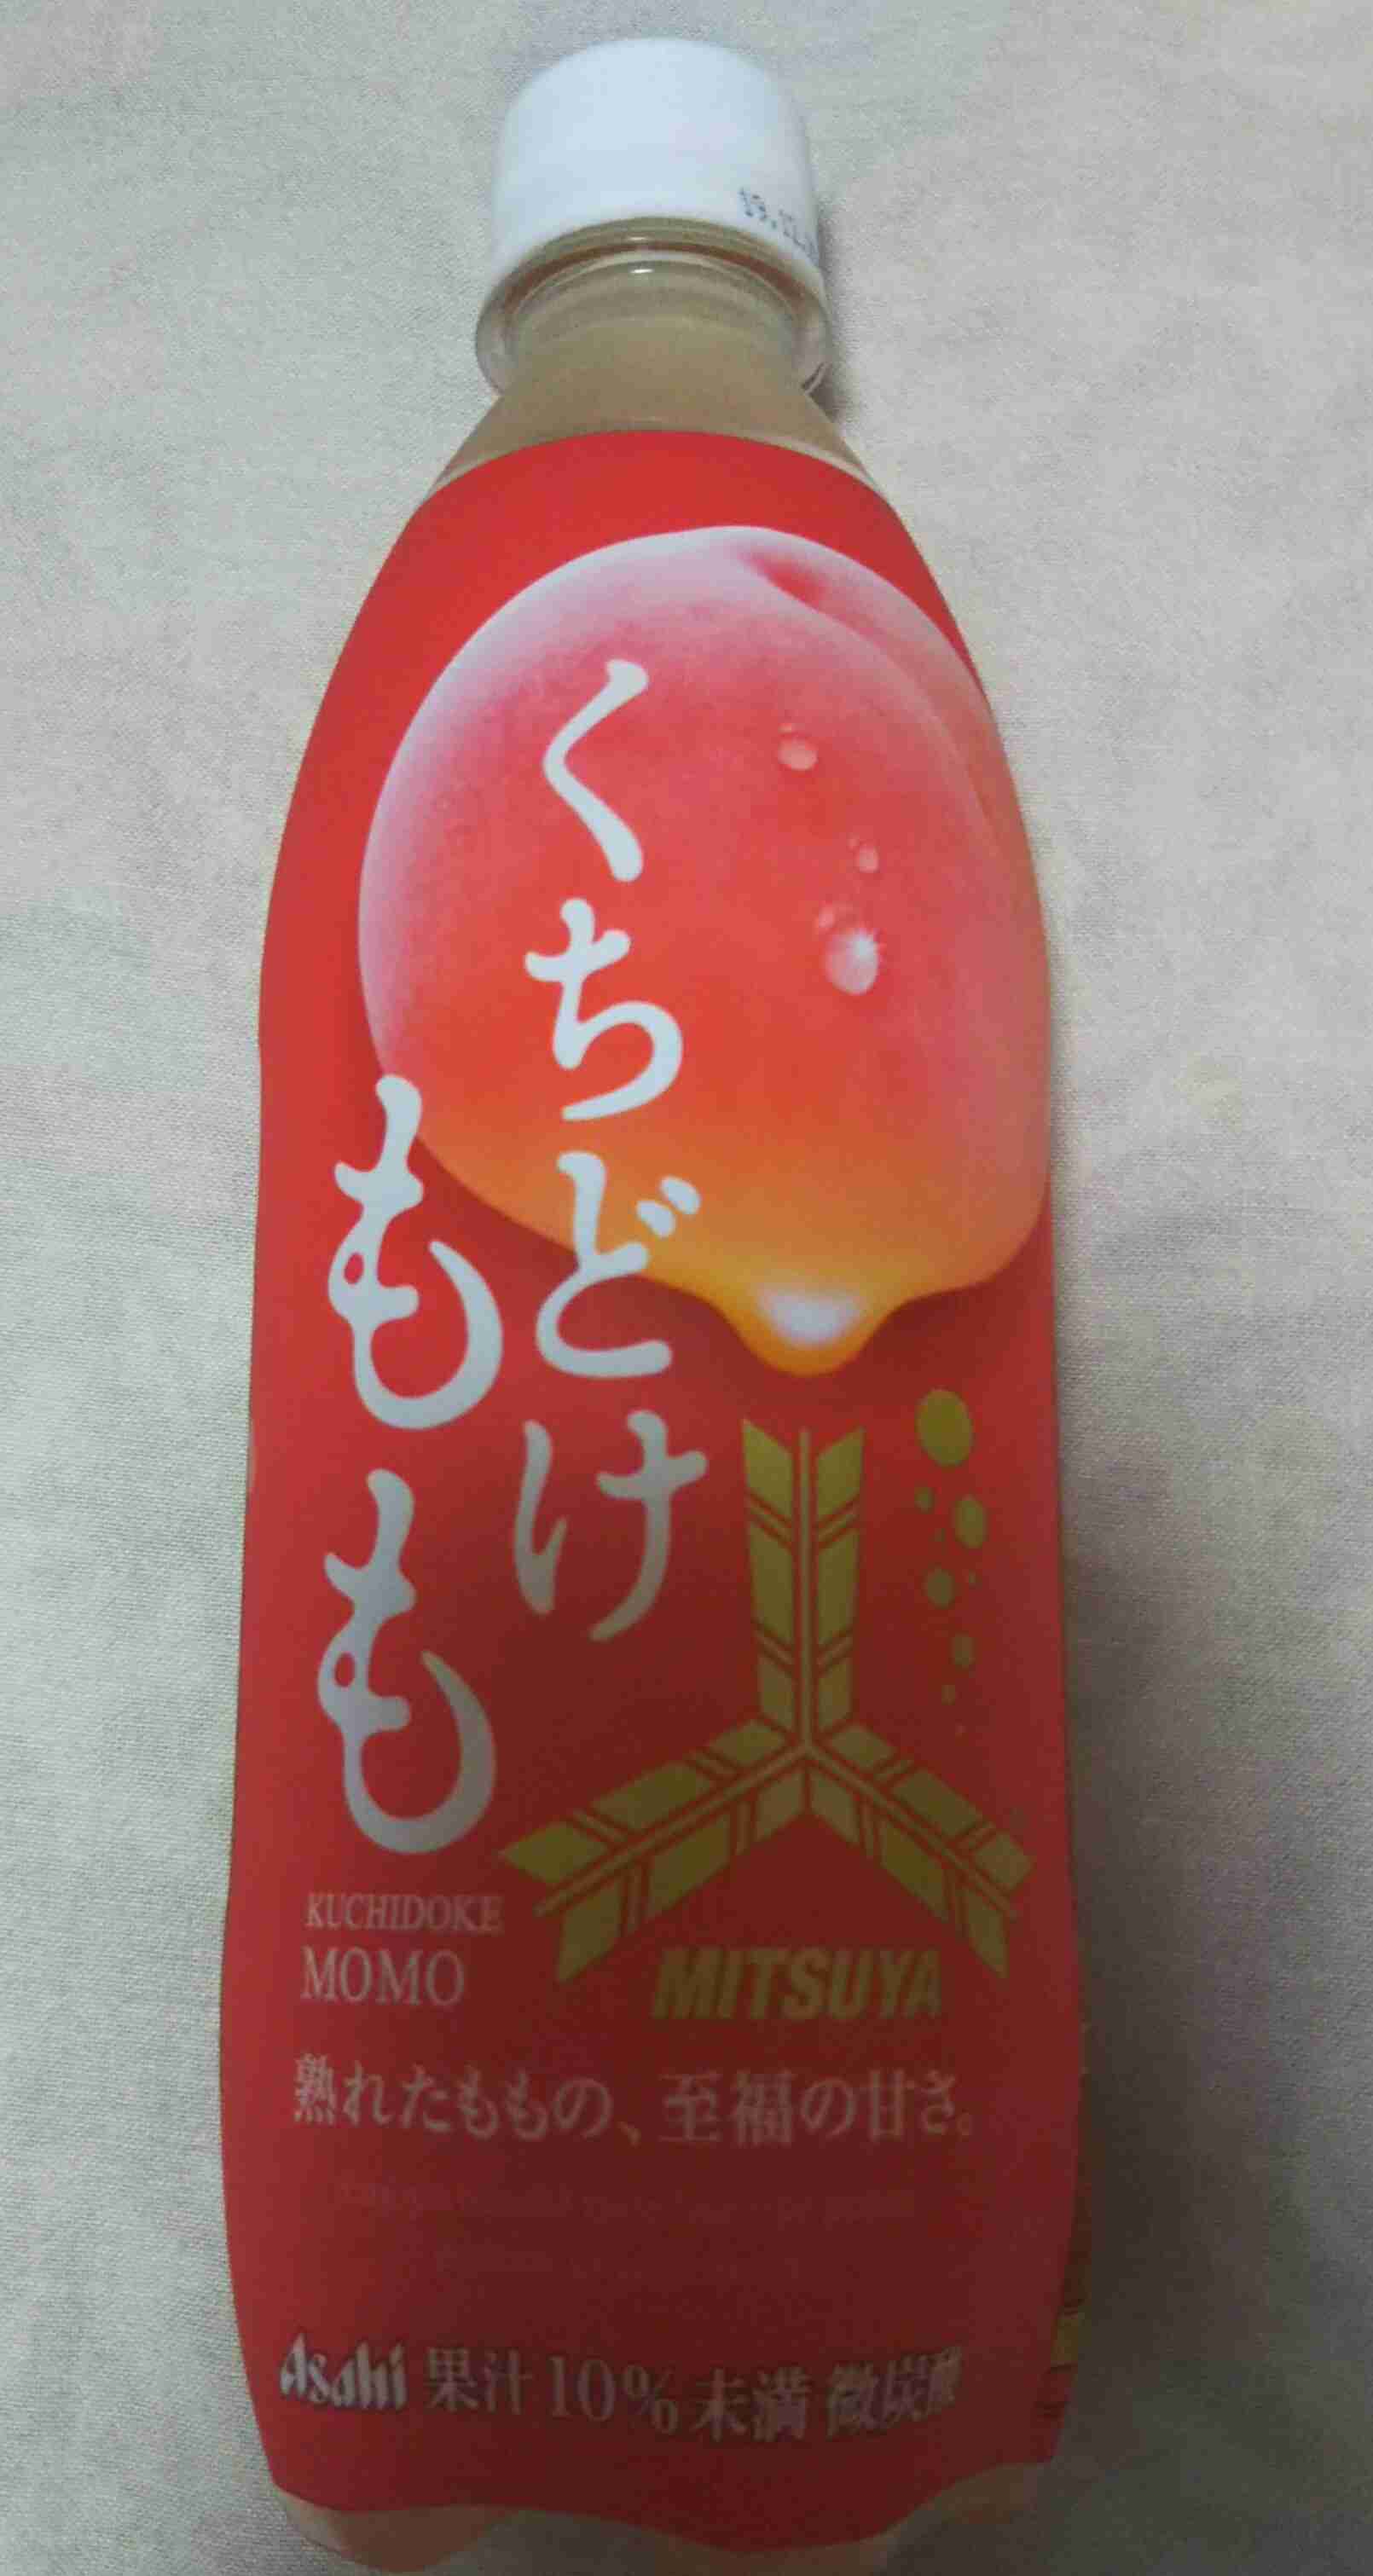 くちどけ
もも
KUCHIDOKE
MOMO
MITSUYA
熟れたももの、至福の甘さ。
Asahi 果汁10%未満 微炭酸